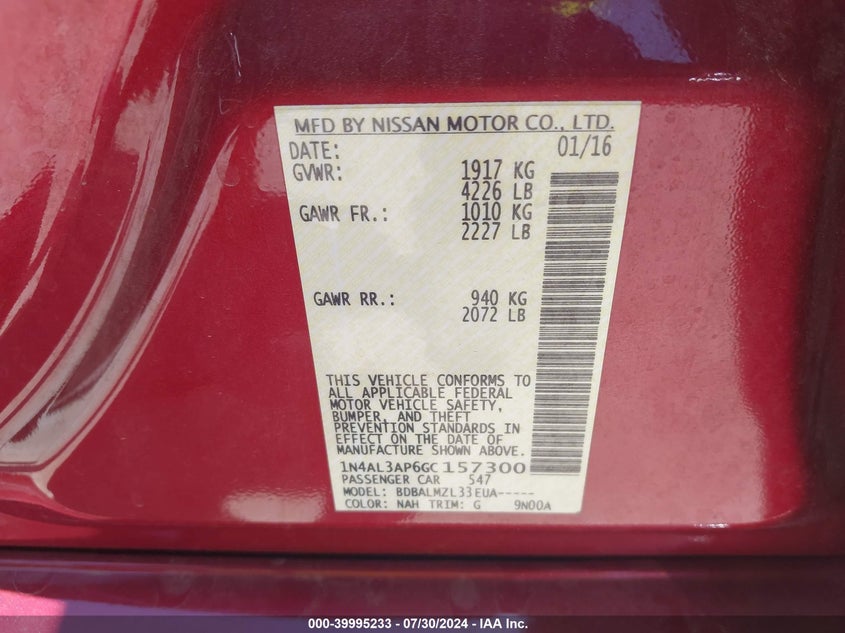 MFD BY NISSAN MOTOR CO., LTD.
DATE: 01/16
GVWR: 1917 KG
4226 LB
GAWR FR.: 1010 KG
2227 LB
GAWR RR.: 940 KG
2072 LB
THIS VEHICLE CONFORMS TO
ALL APPLICABLE FEDERAL
MOTOR VEHICLE SAFETY,
BUMPER, AND THEFT
PREVENTION STANDARDS IN
EFFECT ON THE DATE OF
MANUFACTURE SHOWN ABOVE.
1N4AL3AP6GC157300
PASSENGER CAR 547
MODEL: BDBALMZL33EUA-----
COLOR: NAH TRIM: G 9N00A
000-39995233 - 07/30/2024 - IAA Inc.